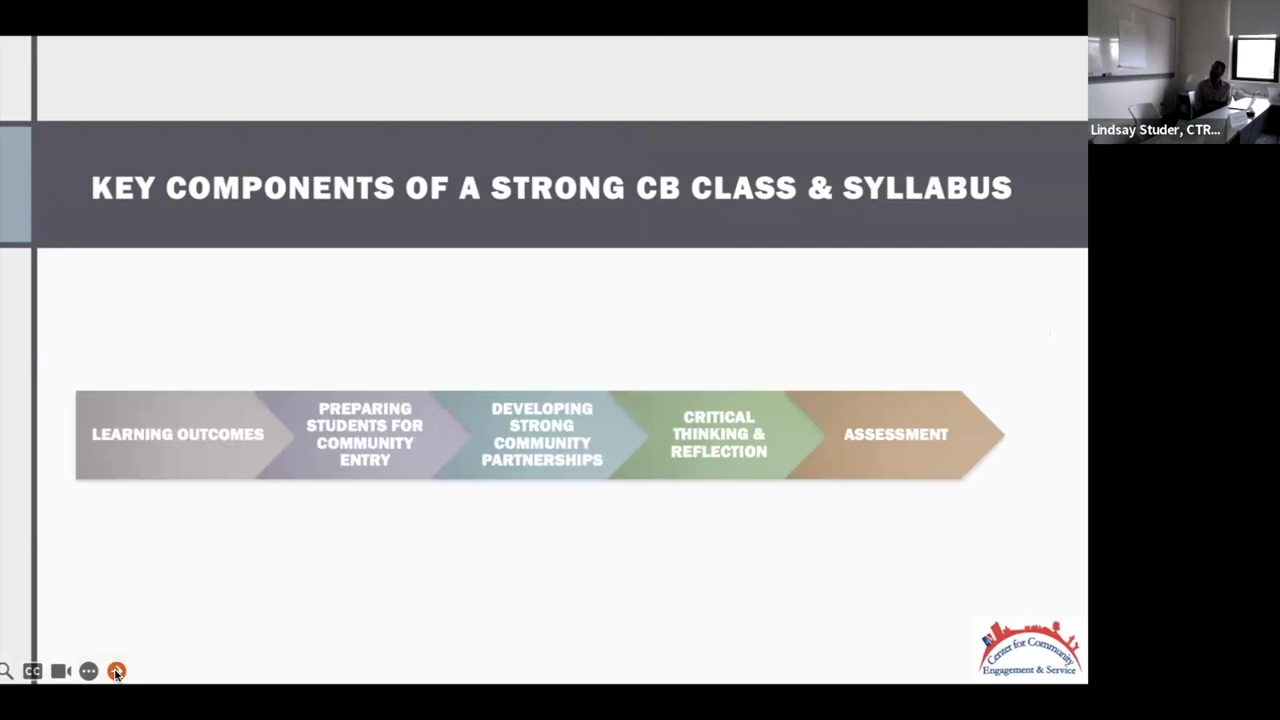 KEY COMPONENTS OF A STRONG CB CLASS & SYLLABUS
LEARNING OUTCOMES
PREPARING
STUDENTS FOR
COMMUNITY
ENTRY
DEVELOPING
STRONG
COMMUNITY
PARTNERSHIPS
CRITICAL
THINKING &
REFLECTION
ASSESSMENT
Lindsay Studer, CTR...
Center for Community
Engagement & Service
CC